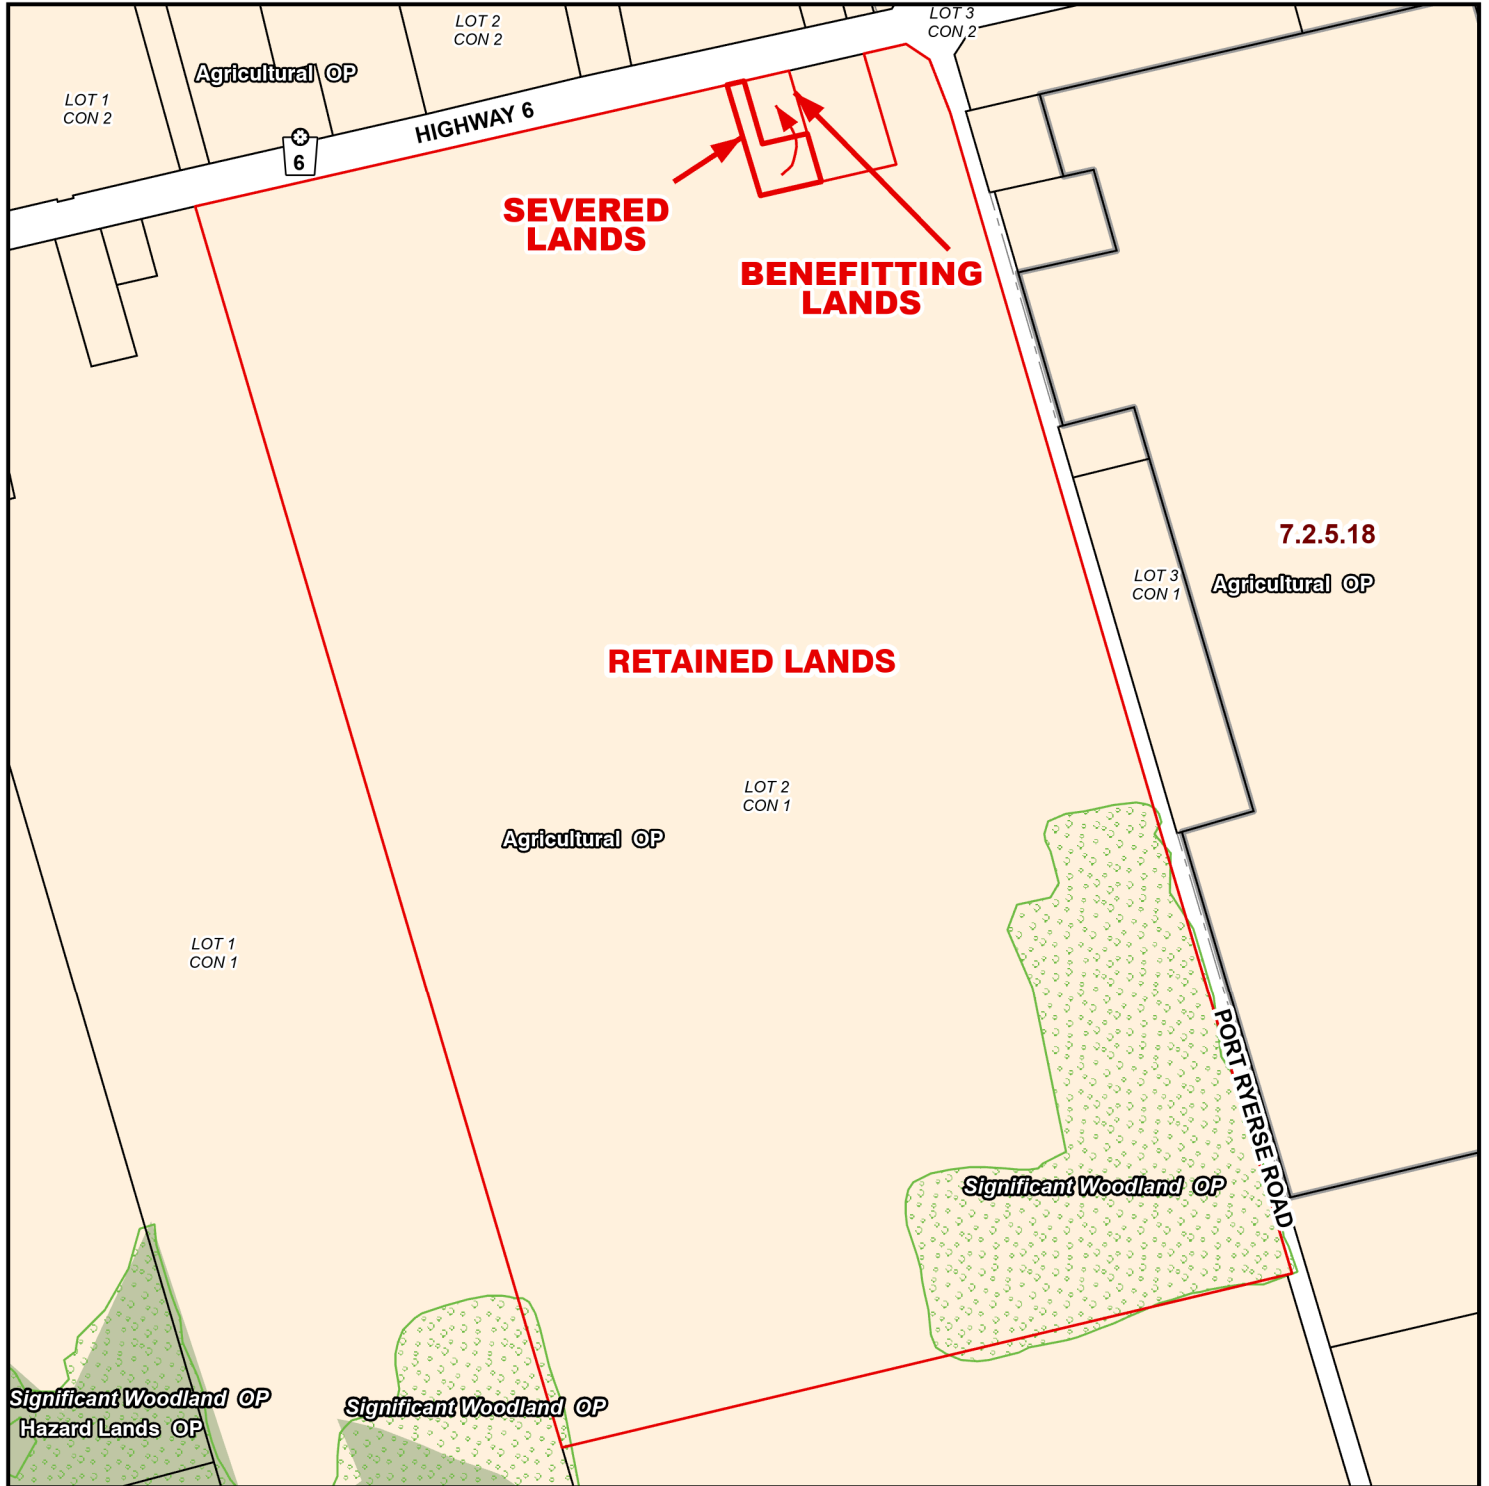 LOT 2
CON 2
LOT 3
CON 2
Agricultural OP
LOT 1
CON 2
HIGHWAY 6
6
SEVERED
LANDS
BENEFITTING
LANDS
7.2.5.18
LOT 3
CON 1
Agricultural OP
RETAINED LANDS
LOT 2
CON 1
Agricultural OP
LOT 1
CON 1
PORT RYERSE ROAD
Significant Woodland OP
Significant Woodland OP
Hazard Lands OP
Significant Woodland OP